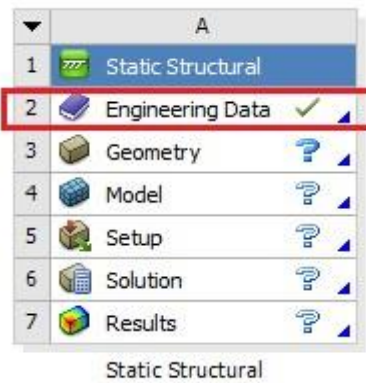 A
1 Static Structural
2 Engineering Data
3 Geometry ?
4 Model ?
5 Setup ?
6 Solution ?
7 Results ?
Static Structural